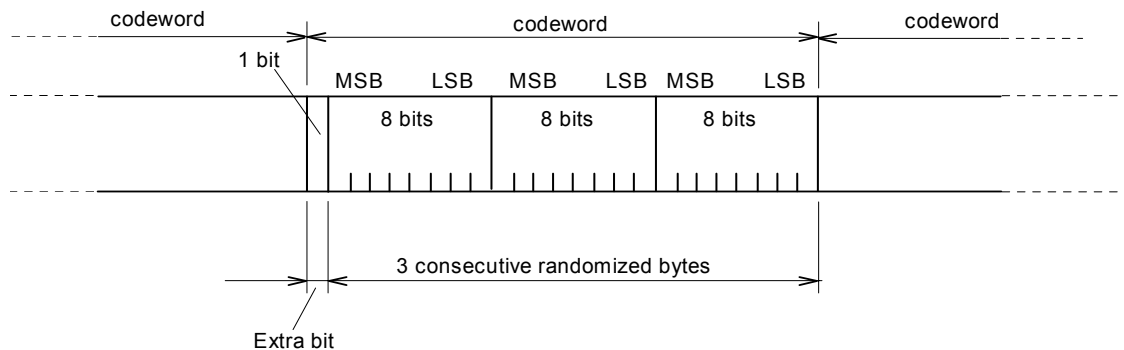 codeword codeword codeword
1 bit
MSB LSB MSB LSB MSB LSB
8 bits 8 bits 8 bits
3 consecutive randomized bytes
Extra bit